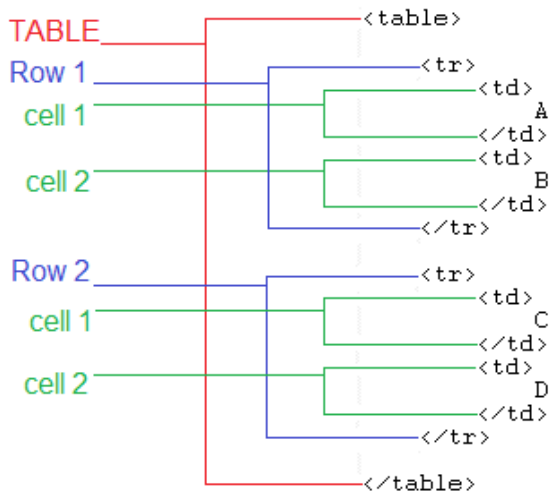 <table>
TABLE
Row 1
<tr>
<td>
cell 1
A
</td>
<td>
cell 2
B
</td>
</tr>
Row 2
<tr>
<td>
cell 1
C
</td>
<td>
cell 2
D
</td>
</tr>
</table>